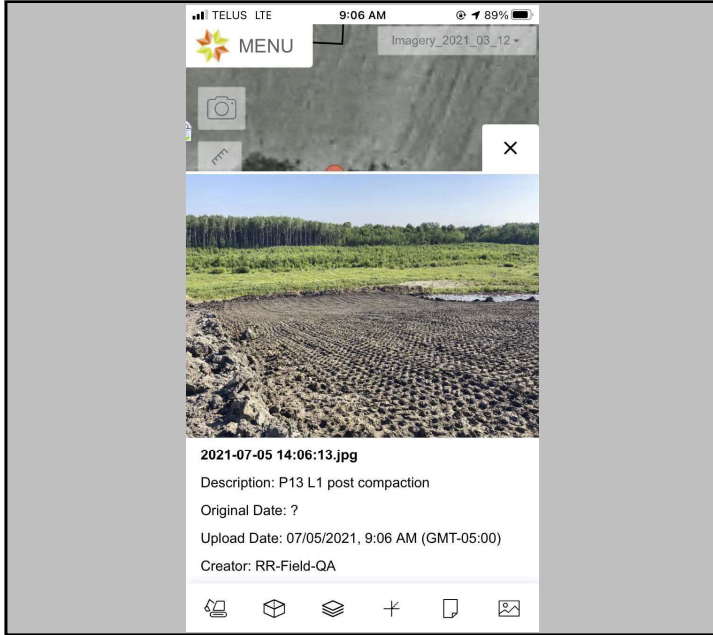 TELUS LTE 9:06 AM 89%
MENU
Imagery_2021_03_12
2021-07-05 14:06:13.jpg
Description: P13 L1 post compaction
Original Date: ?
Upload Date: 07/05/2021, 9:06 AM (GMT-05:00)
Creator: RR-Field-QA